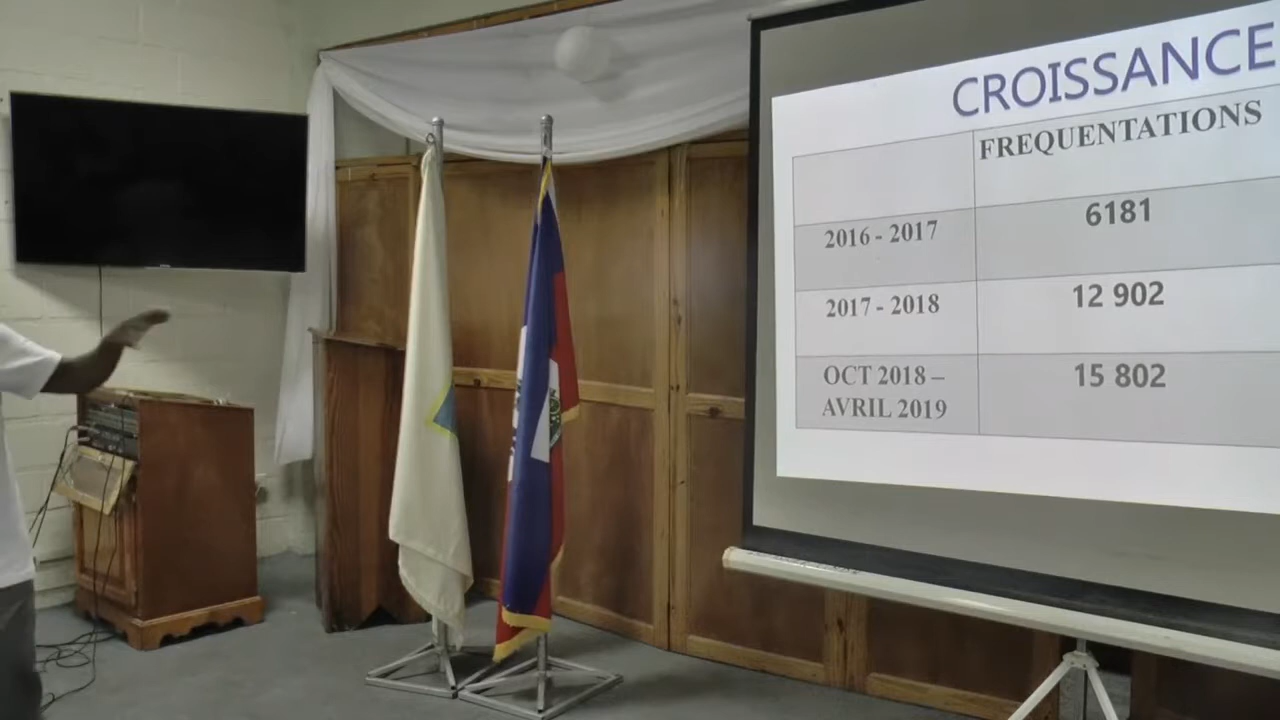 CROISSANCE
FREQUENTATIONS
2016 - 2017 6181
2017 - 2018 12 902
OCT 2018 – 15 802
AVRIL 2019